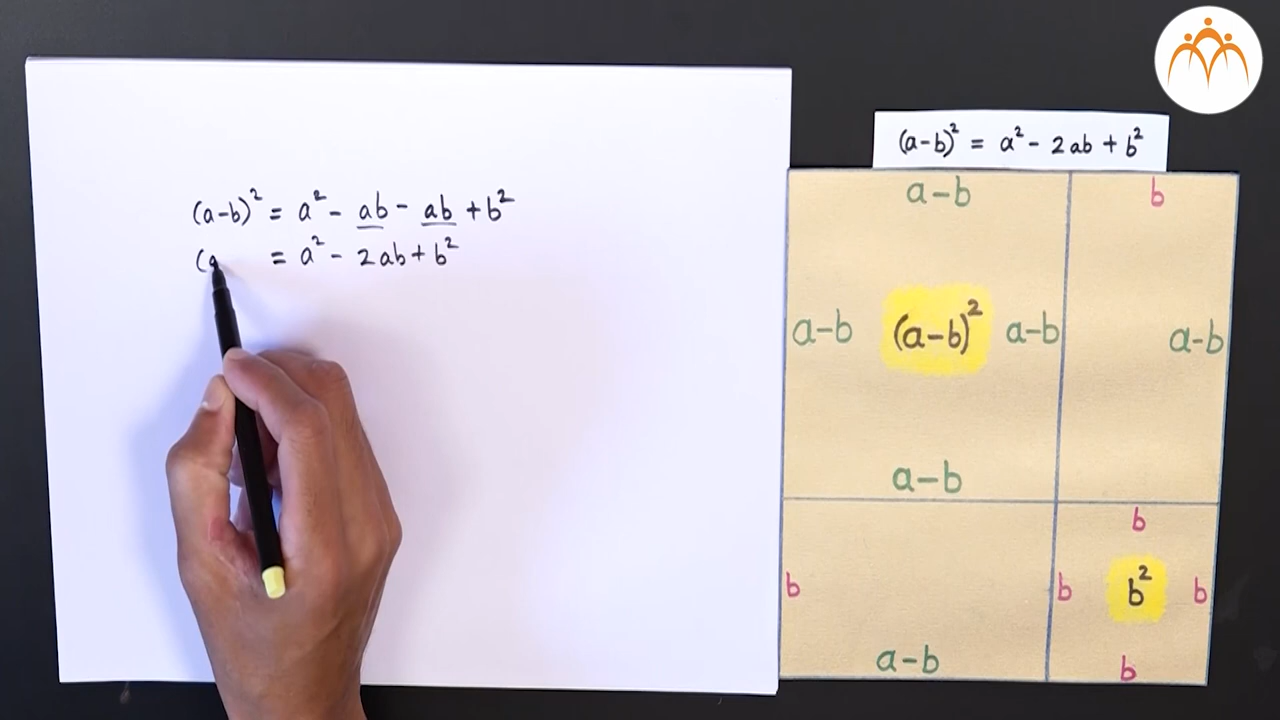 (a-b)² = a² - ab - ab + b²
(a = a² - 2ab + b²
(a-b)² = a² - 2ab + b²
a-b b
a-b (a-b)² a-b a-b
a-b
b
b b b² b
a-b b